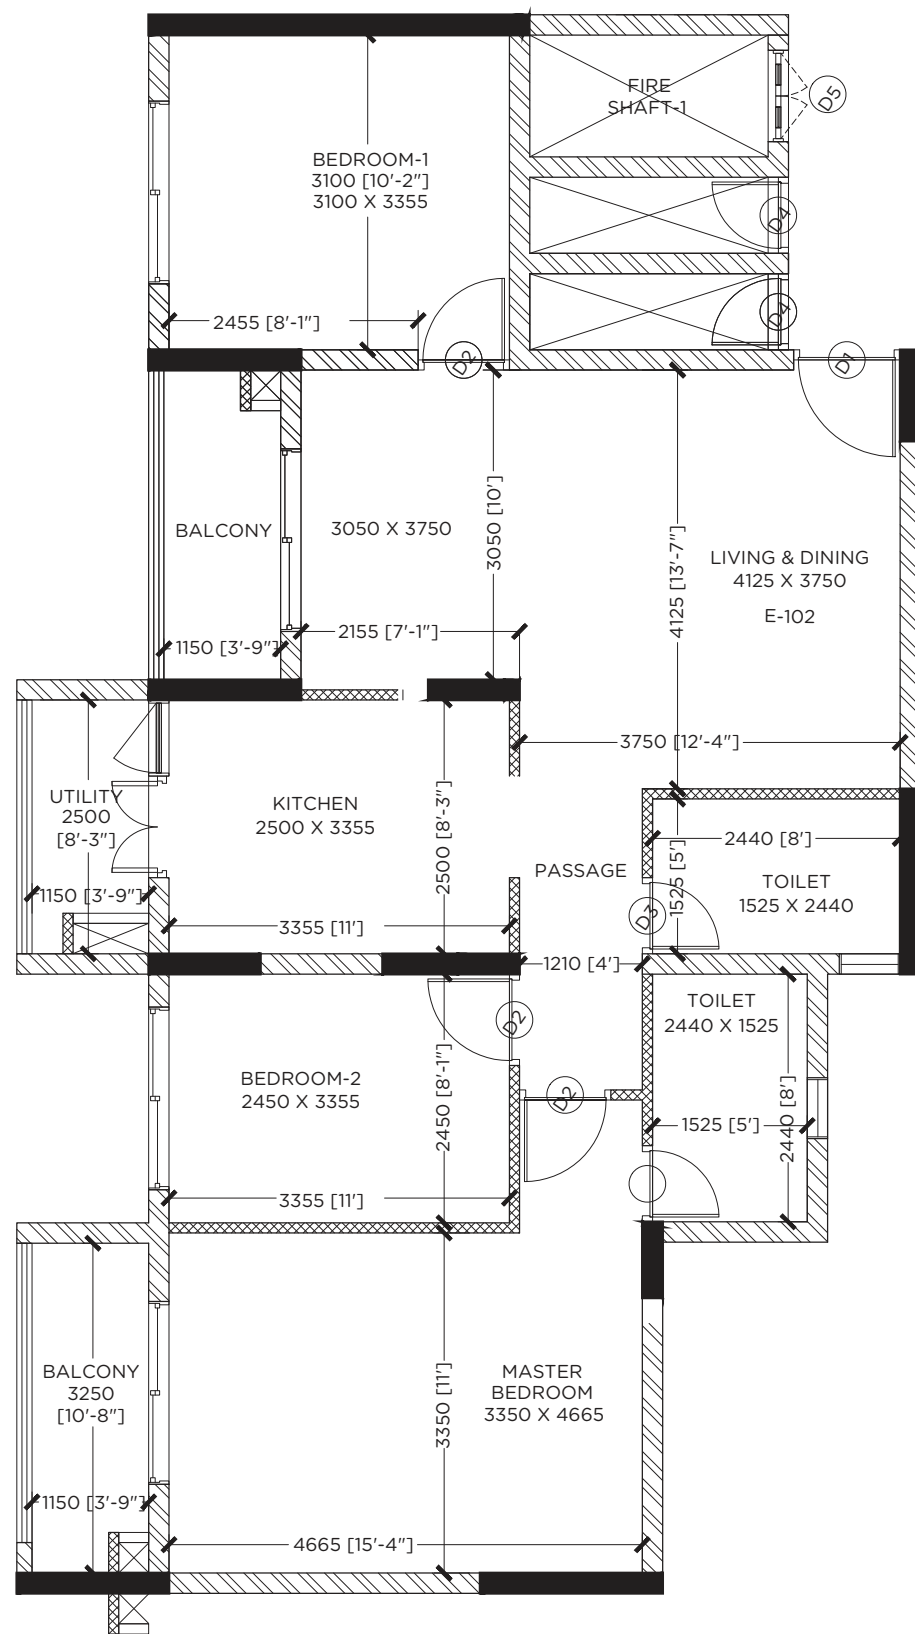 FIRE
SHAFT-1
D5
BEDROOM-1
3100 [10'-2"]
3100 X 3355
D4
D4
2455 [8'-1"]
D2
D1
BALCONY
3050 X 3750
3050 [10']
4125 [13'-7"]
LIVING & DINING
4125 X 3750
E-102
1150 [3'-9"]
2155 [7'-1"]
3750 [12'-4"]
UTILITY
2500
[8'-3"]
KITCHEN
2500 X 3355
2500 [8'-3"]
2440 [8']
PASSAGE
1525 [5']
TOILET
1525 X 2440
1150 [3'-9"]
D3
3355 [11']
1210 [4']
TOILET
2440 X 1525
D2
BEDROOM-2
2450 X 3355
2450 [8'-1"]
D2
1525 [5']
2440 [8']
3355 [11']
BALCONY
3250
[10'-8"]
MASTER
BEDROOM
3350 X 4665
3350 [11']
1150 [3'-9"]
4665 [15'-4"]